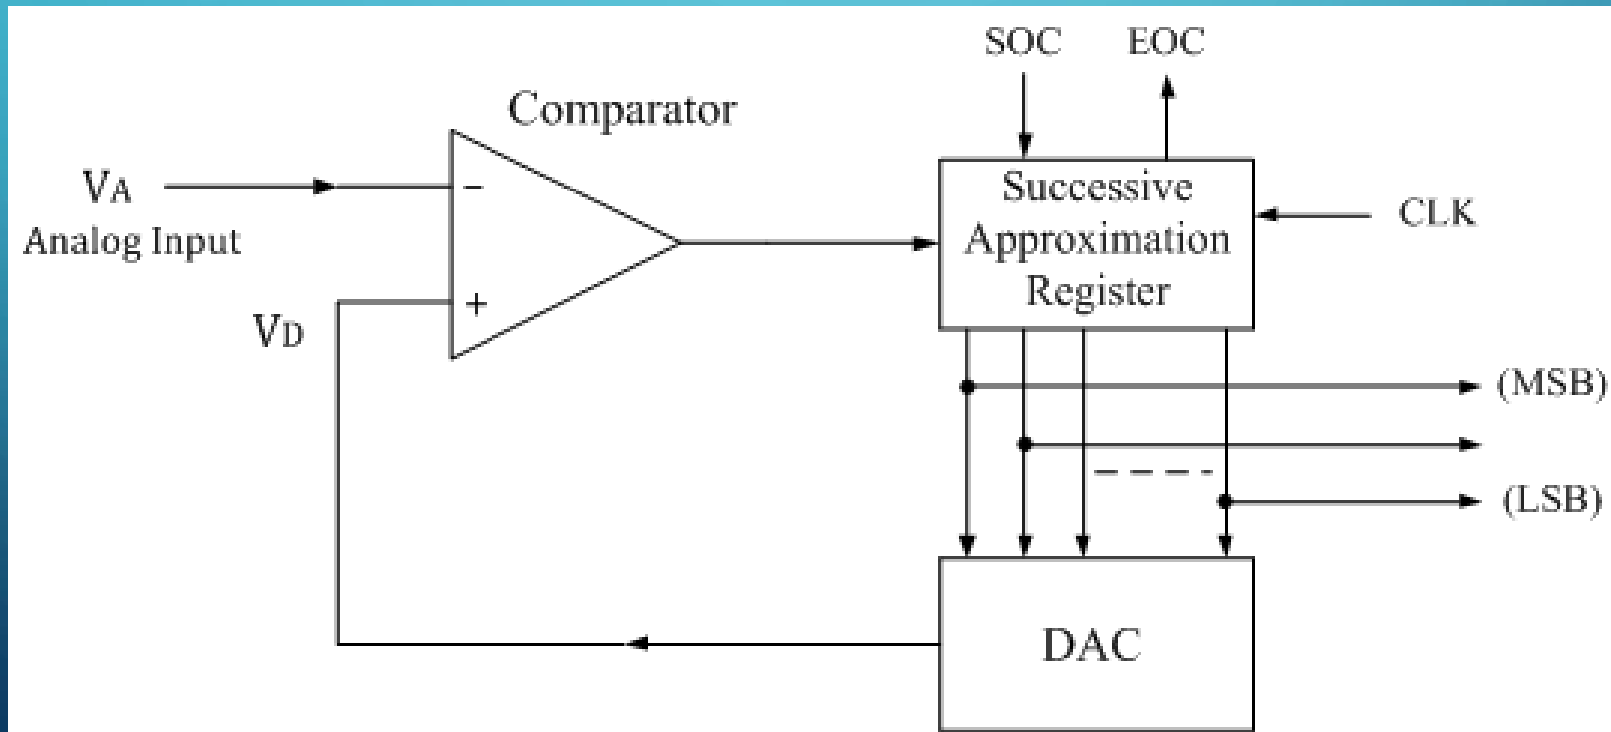 SOC EOC
Comparator
VA
Analog Input
−
+
VD
Successive
Approximation
Register
CLK
(MSB)
(LSB)
DAC